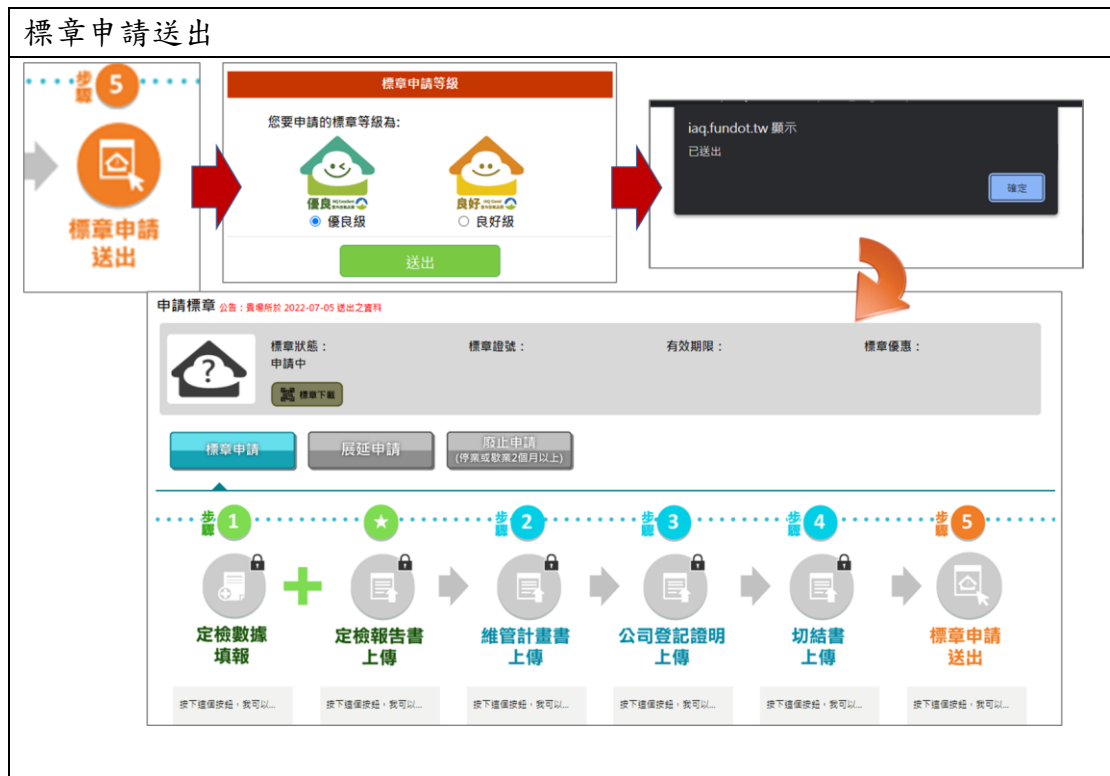 標章申請送出
步驟 5
標章申請
送出
標章申請等級
您要申請的標章等級為:
優良
良好
優良級
良好級
送出
iaq.fundot.tw 顯示
已送出
確定
申請標章 公告：貴場所於 2022-07-05 送出之資料
標章狀態：
申請中
標章下載
標章證號：
有效期限：
標章優惠：
?
標章申請
展延申請
廢止申請
(停業或歇業2個月以上)
步驟 1
步驟 2
步驟 3
步驟 4
步驟 5
定檢數據
填報
定檢報告書
上傳
維管計畫書
上傳
公司登記證明
上傳
切結書
上傳
標章申請
送出
按下這個按鈕，我可以...
按下這個按鈕，我可以...
按下這個按鈕，我可以...
按下這個按鈕，我可以...
按下這個按鈕，我可以...
按下這個按鈕，我可以...